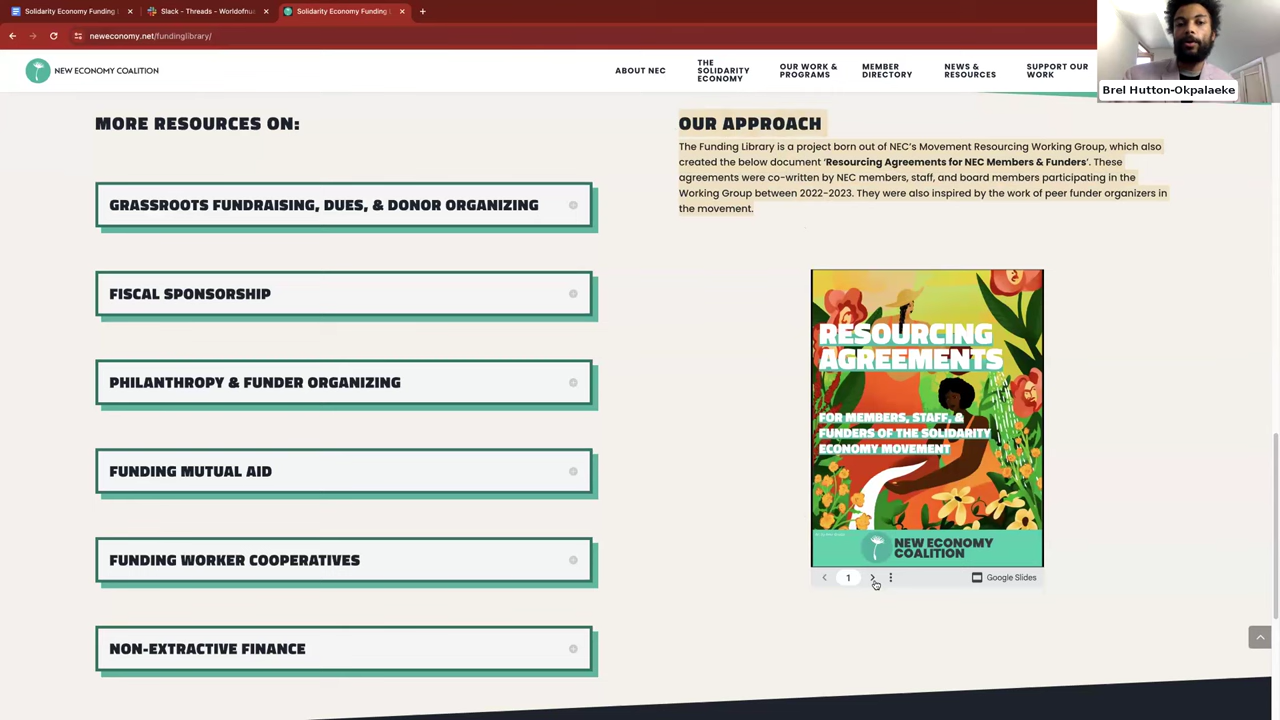 Solidarity Economy Funding
Slack - Threads - Worldofnu
Solidarity Economy Funding
neweconomy.net/fundinglibrary/
NEW ECONOMY COALITION
ABOUT NEC
THE
SOLIDARITY
ECONOMY
OUR WORK &
PROGRAMS
MEMBER
DIRECTORY
NEWS &
RESOURCES
SUPPORT OUR
WORK
Brel Hutton-Okpalaeke
MORE RESOURCES ON:
GRASSROOTS FUNDRAISING, DUES, & DONOR ORGANIZING
FISCAL SPONSORSHIP
PHILANTHROPY & FUNDER ORGANIZING
FUNDING MUTUAL AID
FUNDING WORKER COOPERATIVES
NON-EXTRACTIVE FINANCE
OUR APPROACH
The Funding Library is a project born out of NEC's Movement Resourcing Working Group, which also
created the below document 'Resourcing Agreements for NEC Members & Funders'. These
agreements were co-written by NEC members, staff, and board members participating in the
Working Group between 2022-2023. They were also inspired by the work of peer funder organizers in
the movement.
RESOURCING
AGREEMENTS
FOR MEMBERS, STAFF, &
FUNDERS OF THE SOLIDARITY
ECONOMY MOVEMENT
NEW ECONOMY
COALITION
1
Google Slides